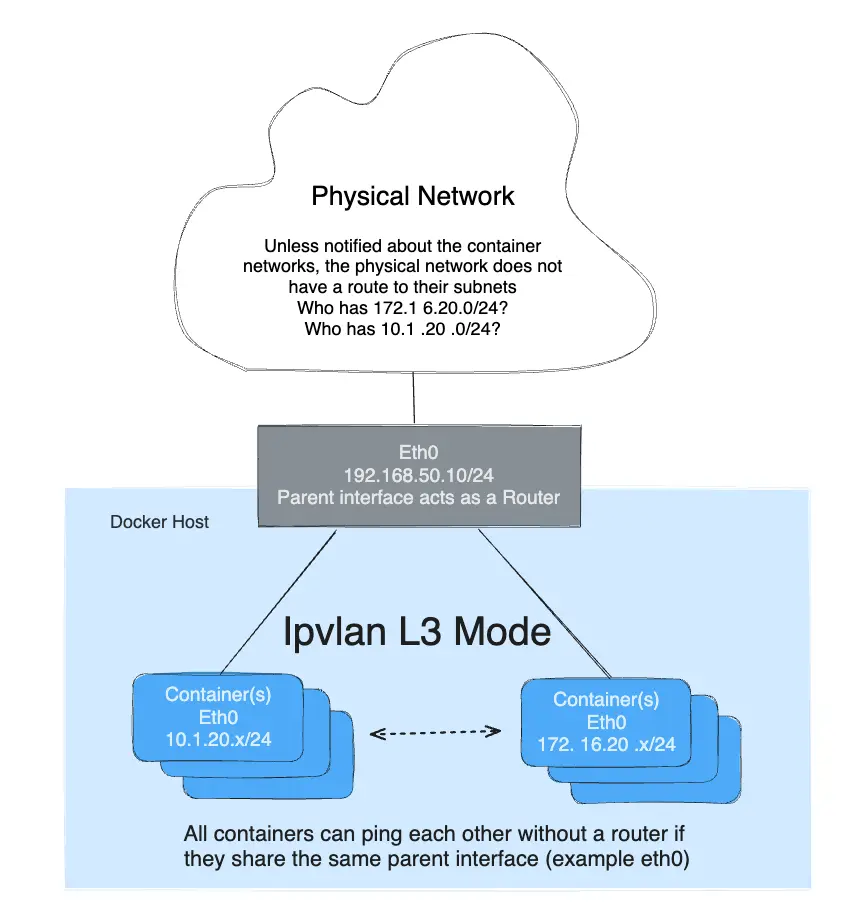 Physical Network
Unless notified about the container
networks, the physical network does not
have a route to their subnets
Who has 172.1 6.20.0/24?
Who has 10.1 .20 .0/24?
Eth0
192.168.50.10/24
Parent interface acts as a Router
Docker Host
Ipvlan L3 Mode
Container(s)
Eth0
10.1.20.x/24
Container(s)
Eth0
172. 16.20 .x/24
All containers can ping each other without a router if
they share the same parent interface (example eth0)